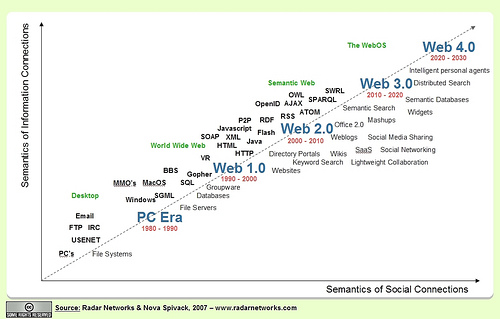 Semantics of Information Connections
The WebOS
Web 4.0
2020 - 2030
Intelligent personal agents
Semantic Web
Web 3.0
2010 - 2020
Distributed Search
SWRL
OWL
SPARQL
OpenID AJAX
Semantic Databases
Semantic Search
ATOM
Widgets
P2P RDF RSS
Mashups
Office 2.0
Javascript
Flash
Web 2.0
2000 - 2010
SOAP XML
Java
Weblogs
Social Media Sharing
World Wide Web
HTML
HTTP
SaaS
Social Networking
VR
Directory Portals
Wikis
Keyword Search
Lightweight Collaboration
BBS
Gopher
Web 1.0
1990 - 2000
Websites
MMO's
MacOS
SQL
Groupware
Desktop
SGML
Databases
Windows
File Servers
Email
PC Era
1980 - 1990
FTP IRC
USENET
PC's
File Systems
Semantics of Social Connections
cc
SOME RIGHTS RESERVED
Source: Radar Networks & Nova Spivack, 2007 – www.radarnetworks.com